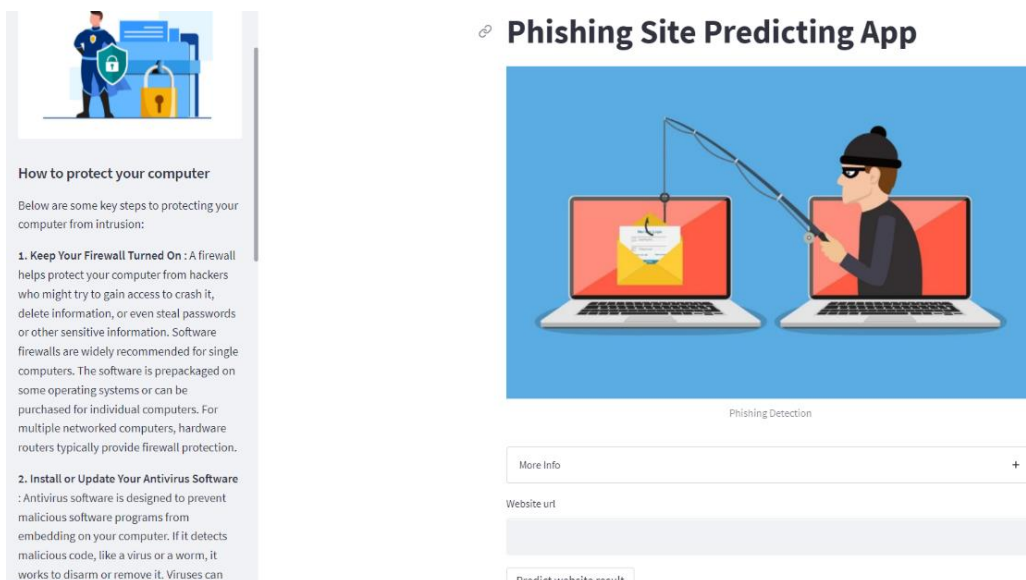 How to protect your computer
Below are some key steps to protecting your
computer from intrusion:
1. Keep Your Firewall Turned On : A firewall
helps protect your computer from hackers
who might try to gain access to crash it,
delete information, or even steal passwords
or other sensitive information. Software
firewalls are widely recommended for single
computers. The software is prepackaged on
some operating systems or can be
purchased for individual computers. For
multiple networked computers, hardware
routers typically provide firewall protection.
2. Install or Update Your Antivirus Software
: Antivirus software is designed to prevent
malicious software programs from
embedding on your computer. If it detects
malicious code, like a virus or a worm, it
works to disarm or remove it. Viruses can
Phishing Site Predicting App
Phishing Detection
More Info +
Website url
Predict website result